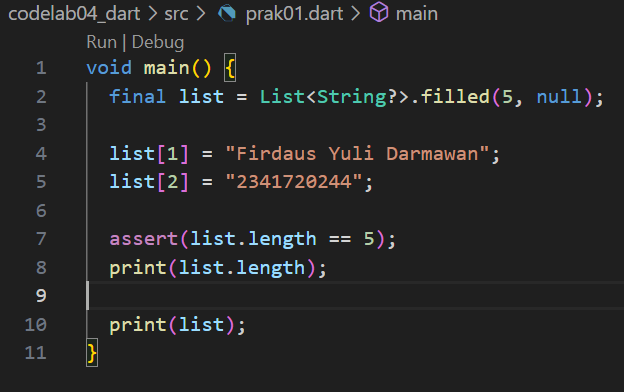 codelab04_dart > src > prak01.dart > main
Run | Debug
1 void main() {
2   final list = List<String?>.filled(5, null);
3
4   list[1] = "Firdaus Yuli Darmawan";
5   list[2] = "2341720244";
6
7   assert(list.length == 5);
8   print(list.length);
9
10   print(list);
11 }